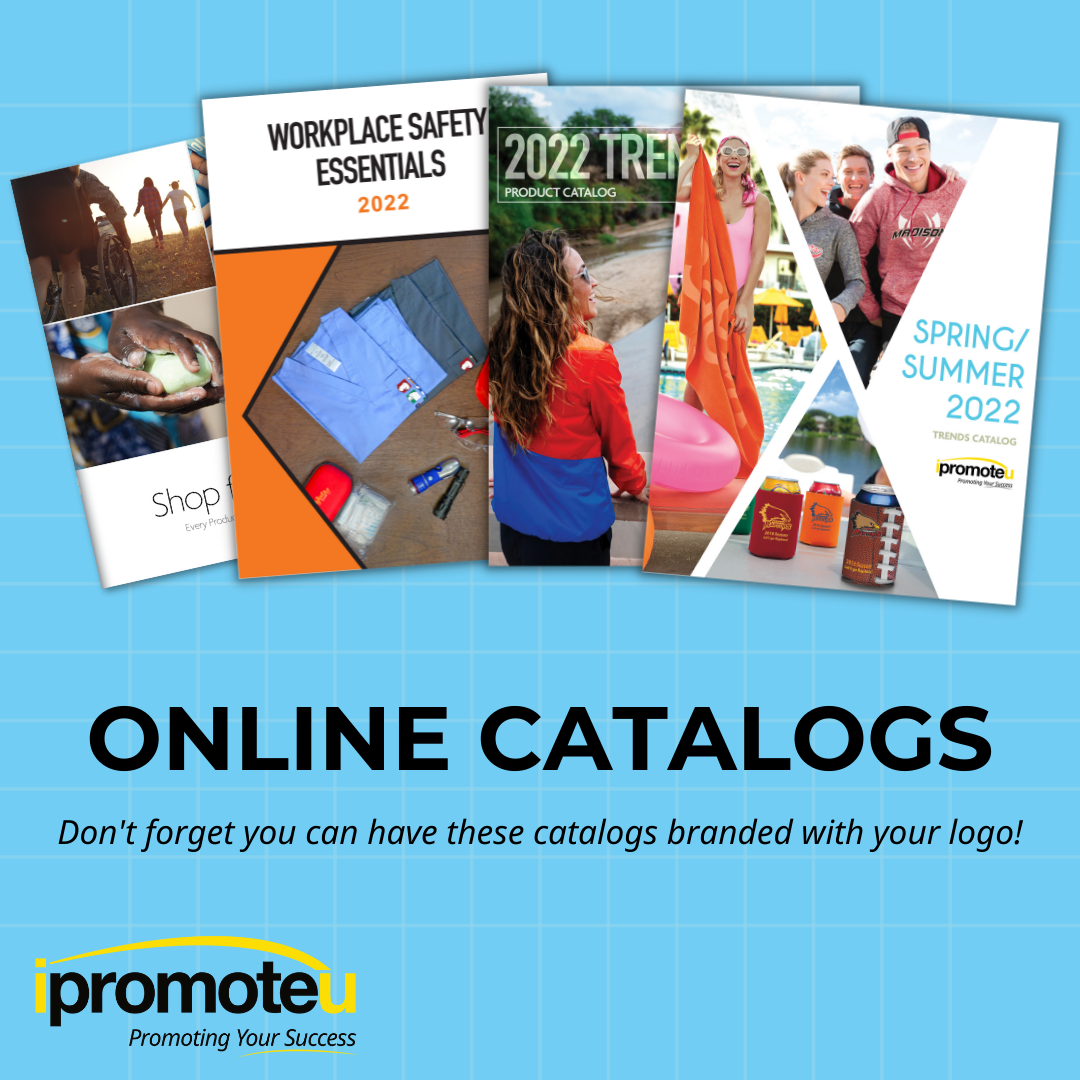 WORKPLACE SAFETY
ESSENTIALS
2022
2022 TREN
PRODUCT CATALOG
MADISON
SPRING/
SUMMER
2022
TRENDS CATALOG
ipromoteu
Promoting Your Success
Shop f
Every Produ
ONLINE CATALOGS
Don't forget you can have these catalogs branded with your logo!
ipromoteu
Promoting Your Success